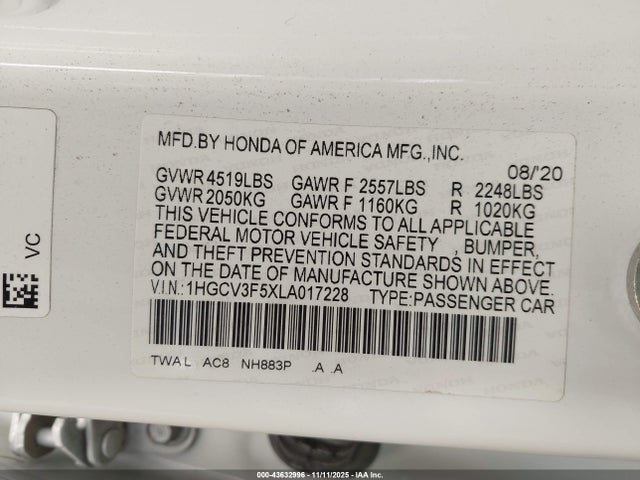 VC
MFD.BY HONDA OF AMERICA MFG.,INC.
08/'20
GVWR 4519LBS GAWR F 2557LBS R 2248LBS
GVWR 2050KG GAWR F 1160KG R 1020KG
THIS VEHICLE CONFORMS TO ALL APPLICABLE
FEDERAL MOTOR VEHICLE SAFETY , BUMPER,
AND THEFT PREVENTION STANDARDS IN EFFECT
ON THE DATE OF MANUFACTURE SHOWN ABOVE.
V.I.N.:1HGCV3F5XLA017228 TYPE:PASSENGER CAR
TWAL AC8 NH883P .A .A
000-43632996 - 11/11/2025 - IAA Inc.